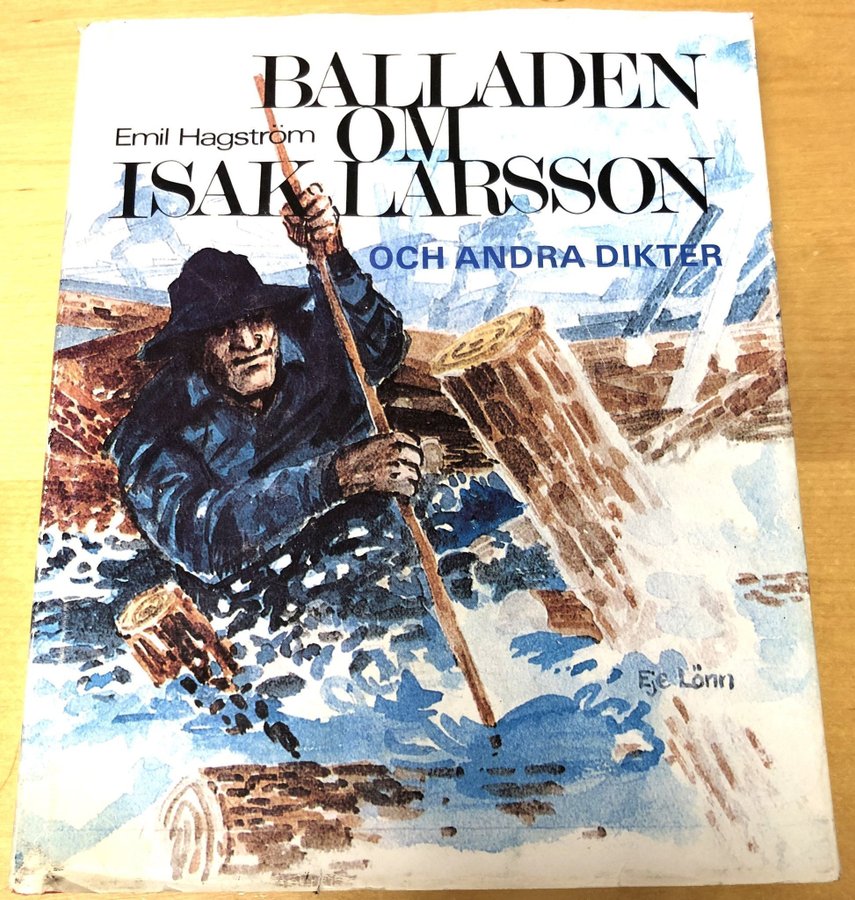 BALLADEN
Emil Hagström OM
ISAK LARSSON
OCH ANDRA DIKTER
Eje Lönn